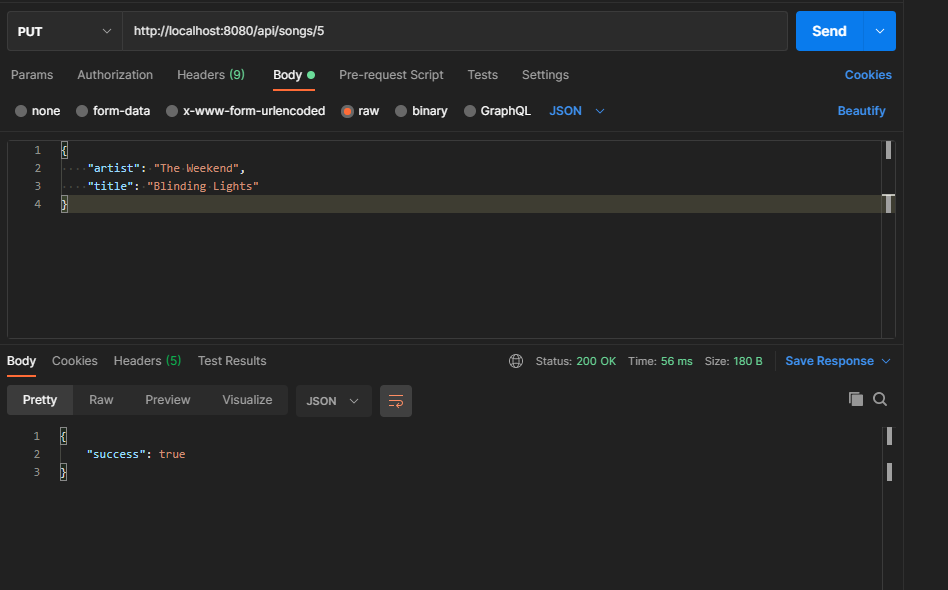 PUT http://localhost:8080/api/songs/5 Send
Params Authorization Headers (9) Body Pre-request Script Tests Settings Cookies
none form-data x-www-form-urlencoded raw binary GraphQL JSON Beautify
1 {
2 "artist": "The Weekend",
3 "title": "Blinding Lights"
4 }
Body Cookies Headers (5) Test Results Status: 200 OK Time: 56 ms Size: 180 B Save Response
Pretty Raw Preview Visualize JSON
1 {
2 "success": true
3 }